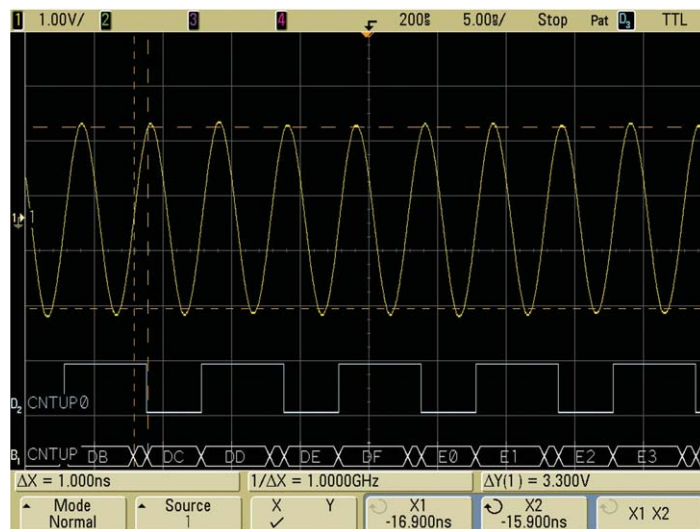 1 1.00V/ 2 3 4 200s 5.00s/ Stop Pat D3 TTL
1
D2 CNTUP0
B1 CNTUP DB DC DD DE DF E0 E1 E2 E3
ΔX = 1.000ns 1/ΔX = 1.0000GHz ΔY(1) = 3.300V
Mode Source X Y X1 X2 X1 X2
Normal 1 ✓ -16.900ns -15.900ns